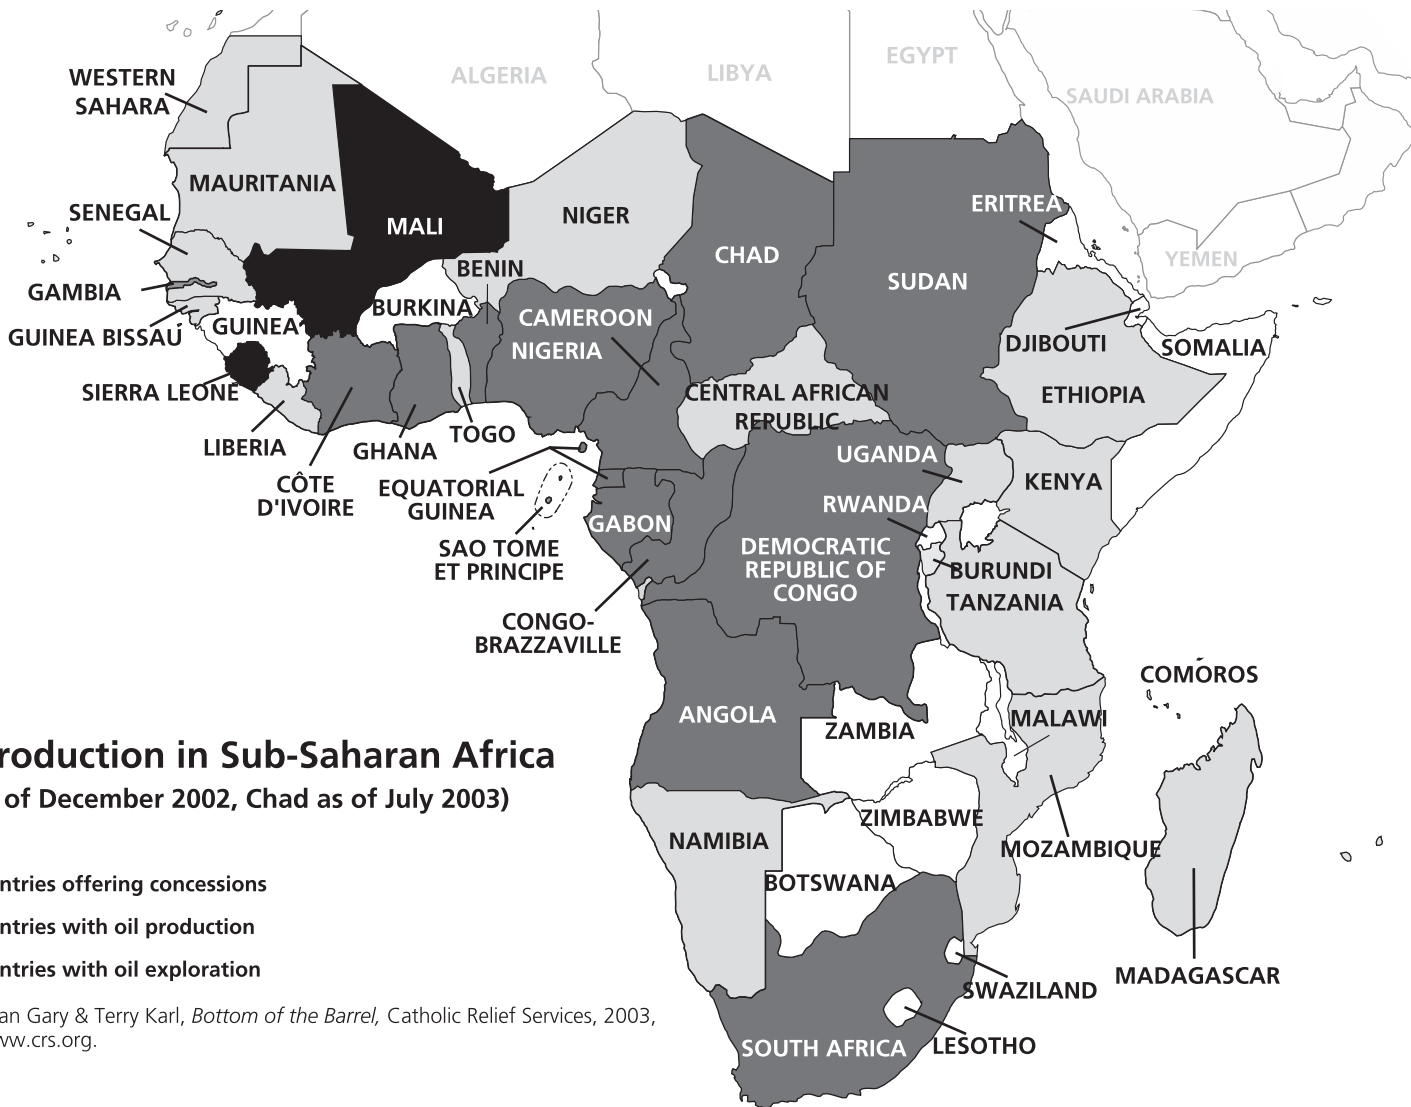 EGYPT
ALGERIA
LIBYA
SAUDI ARABIA
WESTERN
SAHARA
MAURITANIA
SENEGAL
MALI
NIGER
ERITREA
CHAD
SUDAN
YEMEN
BENIN
GAMBIA
BURKINA
GUINEA
GUINEA BISSAU
CAMEROON
NIGERIA
DJIBOUTI
SOMALIA
SIERRA LEONE
CENTRAL AFRICAN
REPUBLIC
ETHIOPIA
LIBERIA
GHANA
TOGO
UGANDA
KENYA
CÔTE
D'IVOIRE
EQUATORIAL
GUINEA
RWANDA
GABON
SAO TOME
ET PRINCIPE
DEMOCRATIC
REPUBLIC OF
CONGO
BURUNDI
TANZANIA
CONGO-
BRAZZAVILLE
COMOROS
ANGOLA
ZAMBIA
MALAWI
roduction in Sub-Saharan Africa
of December 2002, Chad as of July 2003)
ZIMBABWE
NAMIBIA
MOZAMBIQUE
BOTSWANA
ntries offering concessions
ntries with oil production
ntries with oil exploration
MADAGASCAR
SWAZILAND
an Gary & Terry Karl, Bottom of the Barrel, Catholic Relief Services, 2003,
ww.crs.org.
SOUTH AFRICA
LESOTHO